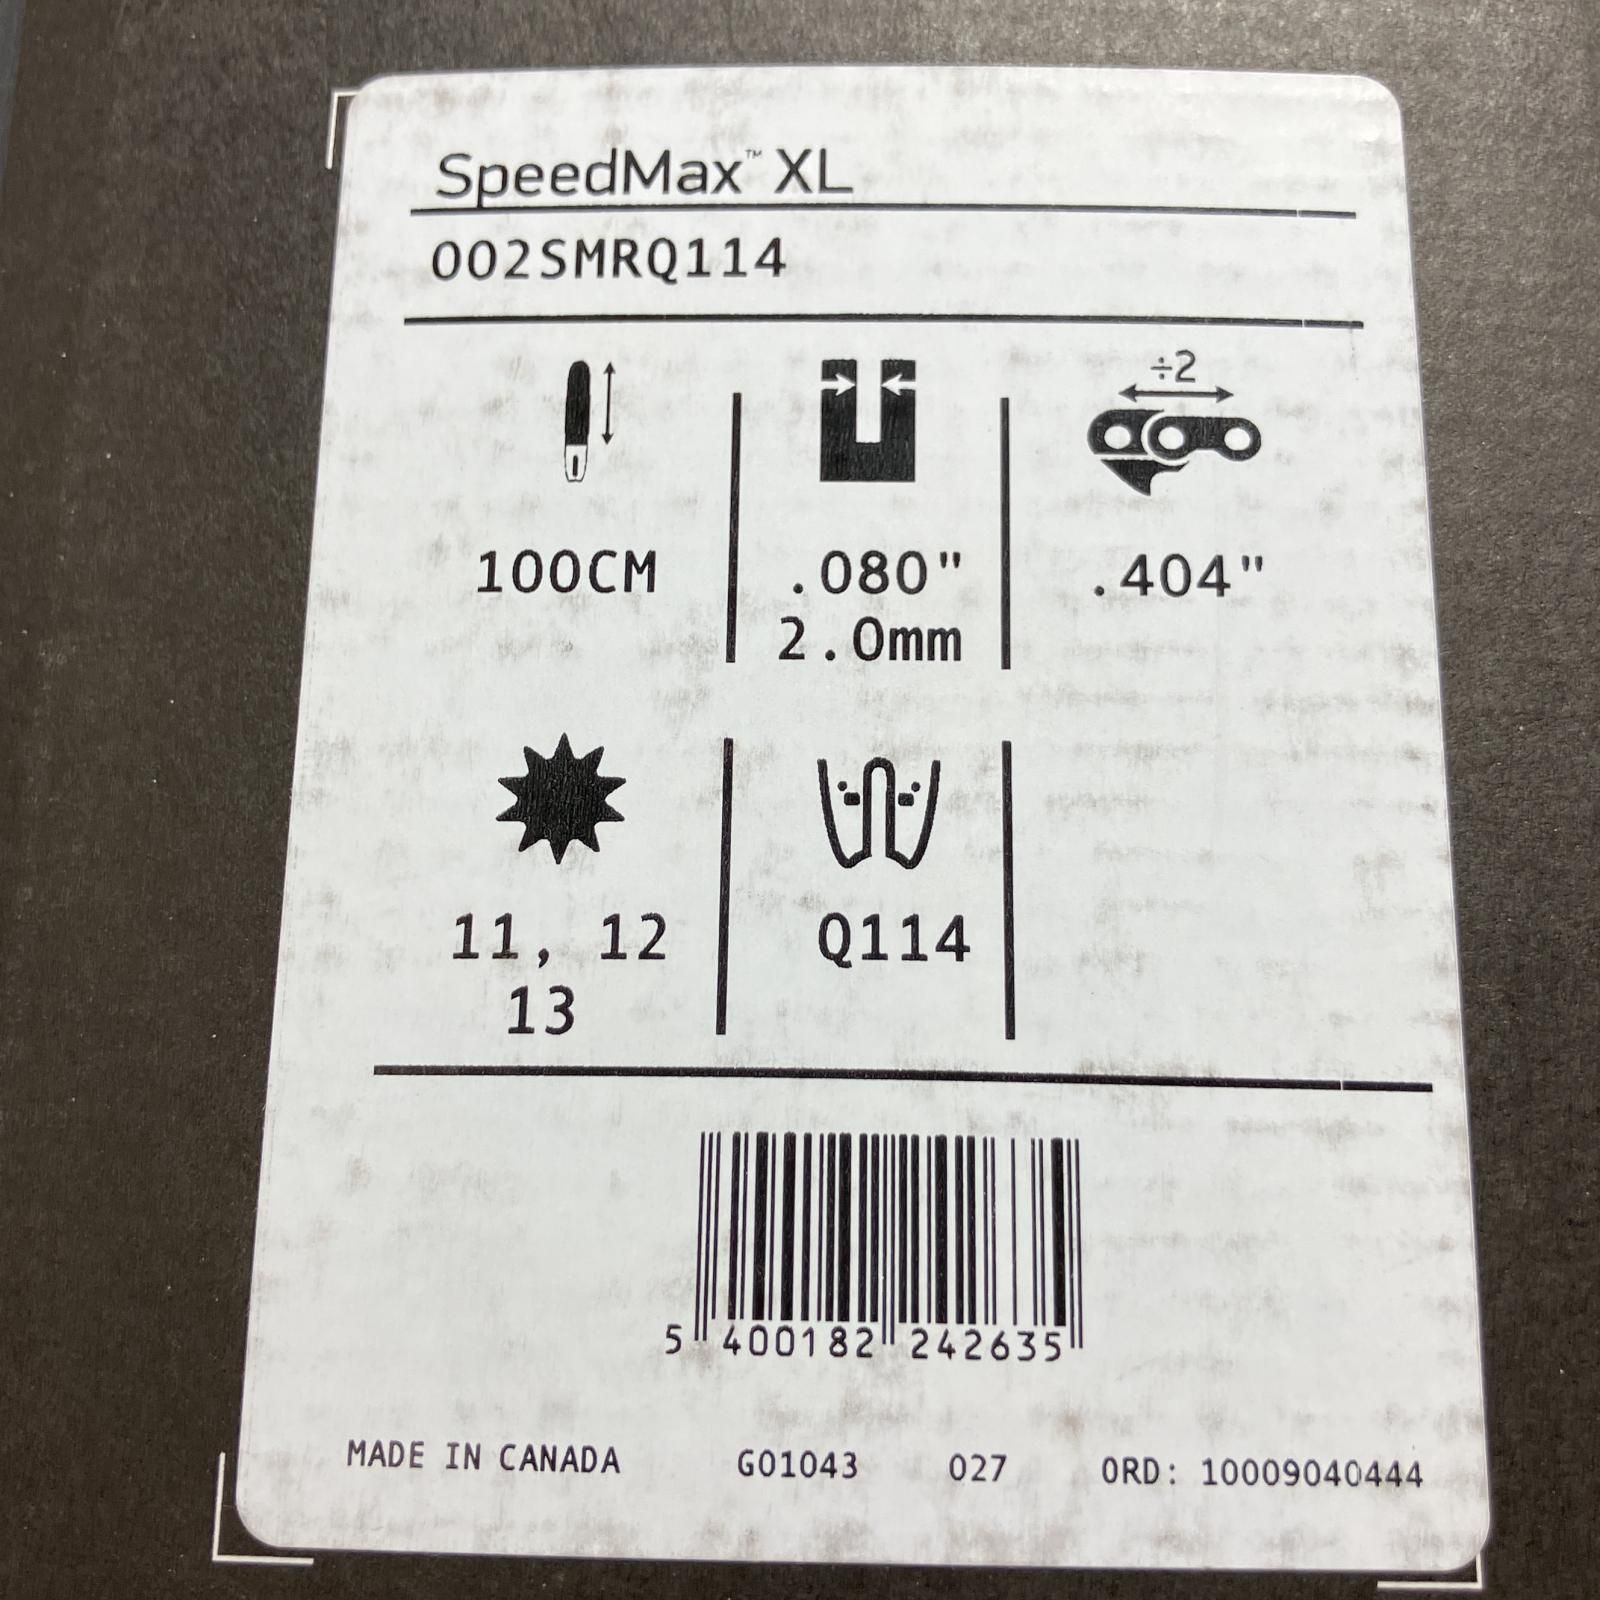 SpeedMax™ XL
002SMRQ114
÷2
100CM
.080"
.404"
2.0mm
11, 12
13
Q114
5 400182 242635
MADE IN CANADA G01043 027 ORD: 10009040444